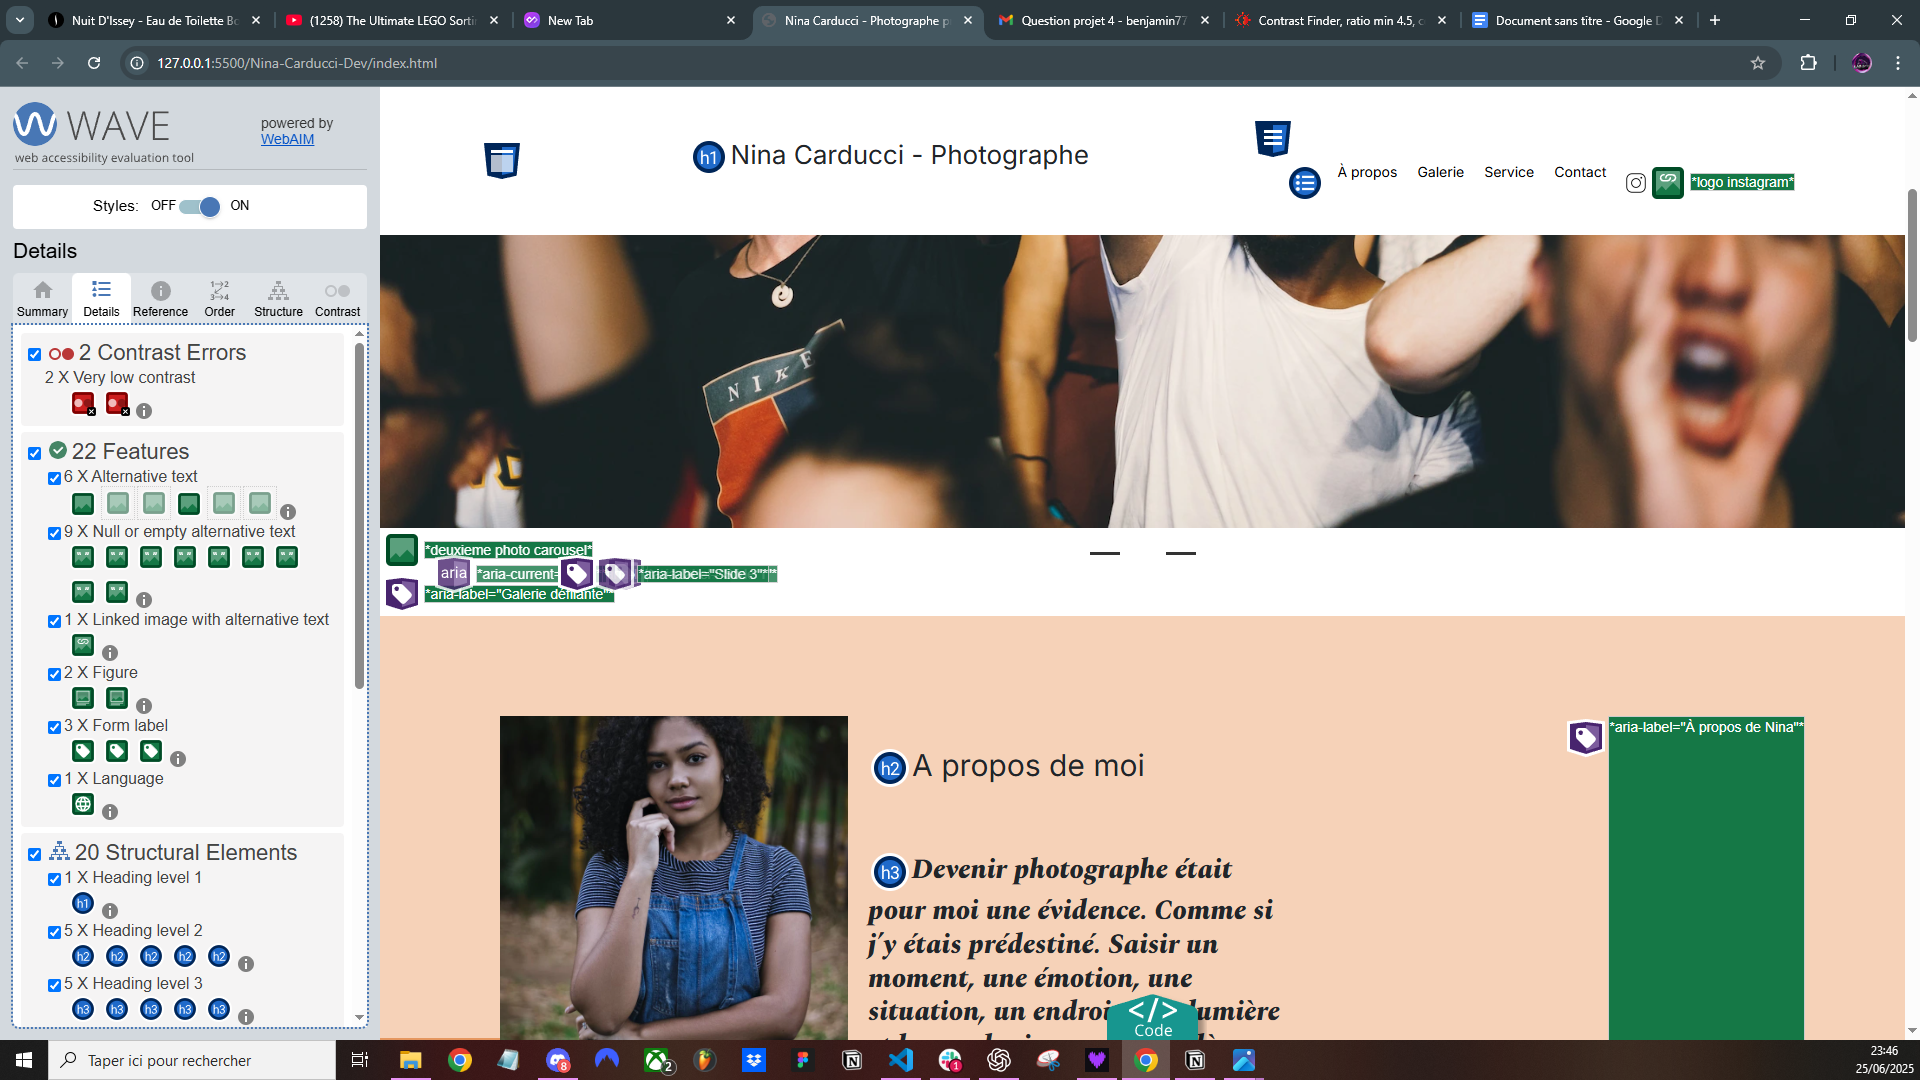 Nuit D'Issey - Eau de Toilette Bo
(1258) The Ultimate LEGO Sortin
New Tab
Nina Carducci - Photographe p
Question projet 4 - benjamin77
Contrast Finder, ratio min 4.5, c
Document sans titre - Google D
127.0.0.1:5500/Nina-Carducci-Dev/index.html
WAVE
web accessibility evaluation tool
powered by
WebAIM
Styles: OFF ON
Details
Summary Details Reference Order Structure Contrast
2 Contrast Errors
2 X Very low contrast
22 Features
6 X Alternative text
9 X Null or empty alternative text
1 X Linked image with alternative text
2 X Figure
3 X Form label
1 X Language
20 Structural Elements
1 X Heading level 1
h1
5 X Heading level 2
h2 h2 h2 h2 h2
5 X Heading level 3
h3 h3 h3 h3 h3
h1 Nina Carducci - Photographe
À propos Galerie Service Contact
*logo instagram*
NIKE
*deuxieme photo carousel*
aria *aria-current= *aria-label="Slide 3"*
*aria-label="Galerie défilante"*
h2 A propos de moi
*aria-label="À propos de Nina"*
h3 Devenir photographe était
pour moi une évidence. Comme si
j'y étais prédestiné. Saisir un
moment, une émotion, une
situation, un endroi umière
</>
Code
Taper ici pour rechercher
8
2
1
23:46
25/06/2025